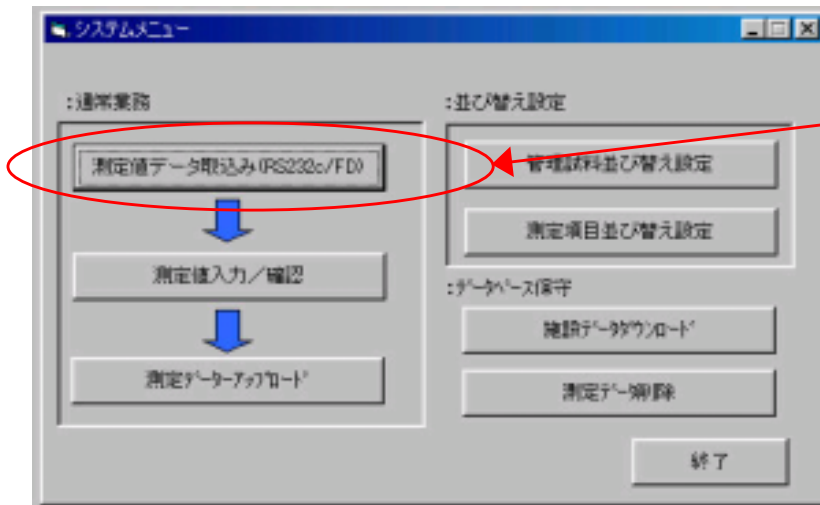 システムメニュー
:通常業務
測定値データ取込み(RS232c/FD)
測定値入力／確認
測定ﾃﾞｰﾀｰｱｯﾌﾟﾛｰﾄﾞ
:並び替え設定
管理試料並び替え設定
測定項目並び替え設定
:ﾃﾞｰﾀﾍﾞｰｽ保守
施設ﾃﾞｰﾀﾀﾞｳﾝﾛｰﾄﾞ
測定ﾃﾞｰﾀ削除
終了